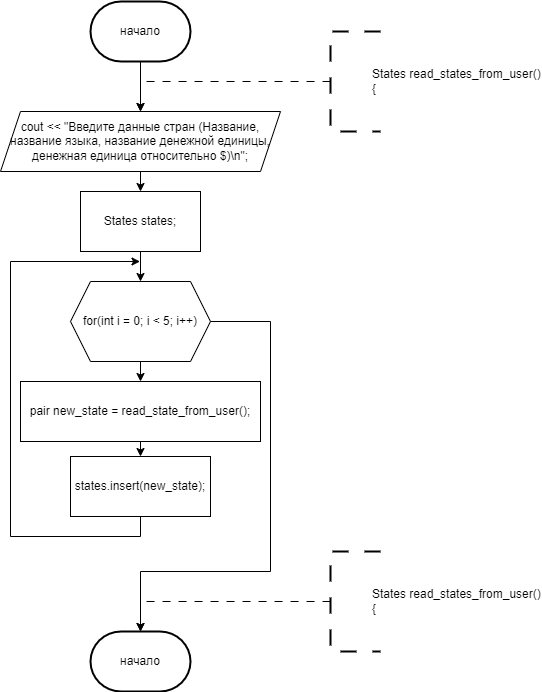 начало
States read_states_from_user()
{
cout << "Введите данные стран (Название,
название языка, название денежной единицы,
денежная единица относительно $)\n";
States states;
for(int i = 0; i < 5; i++)
pair new_state = read_state_from_user();
states.insert(new_state);
States read_states_from_user()
{
начало